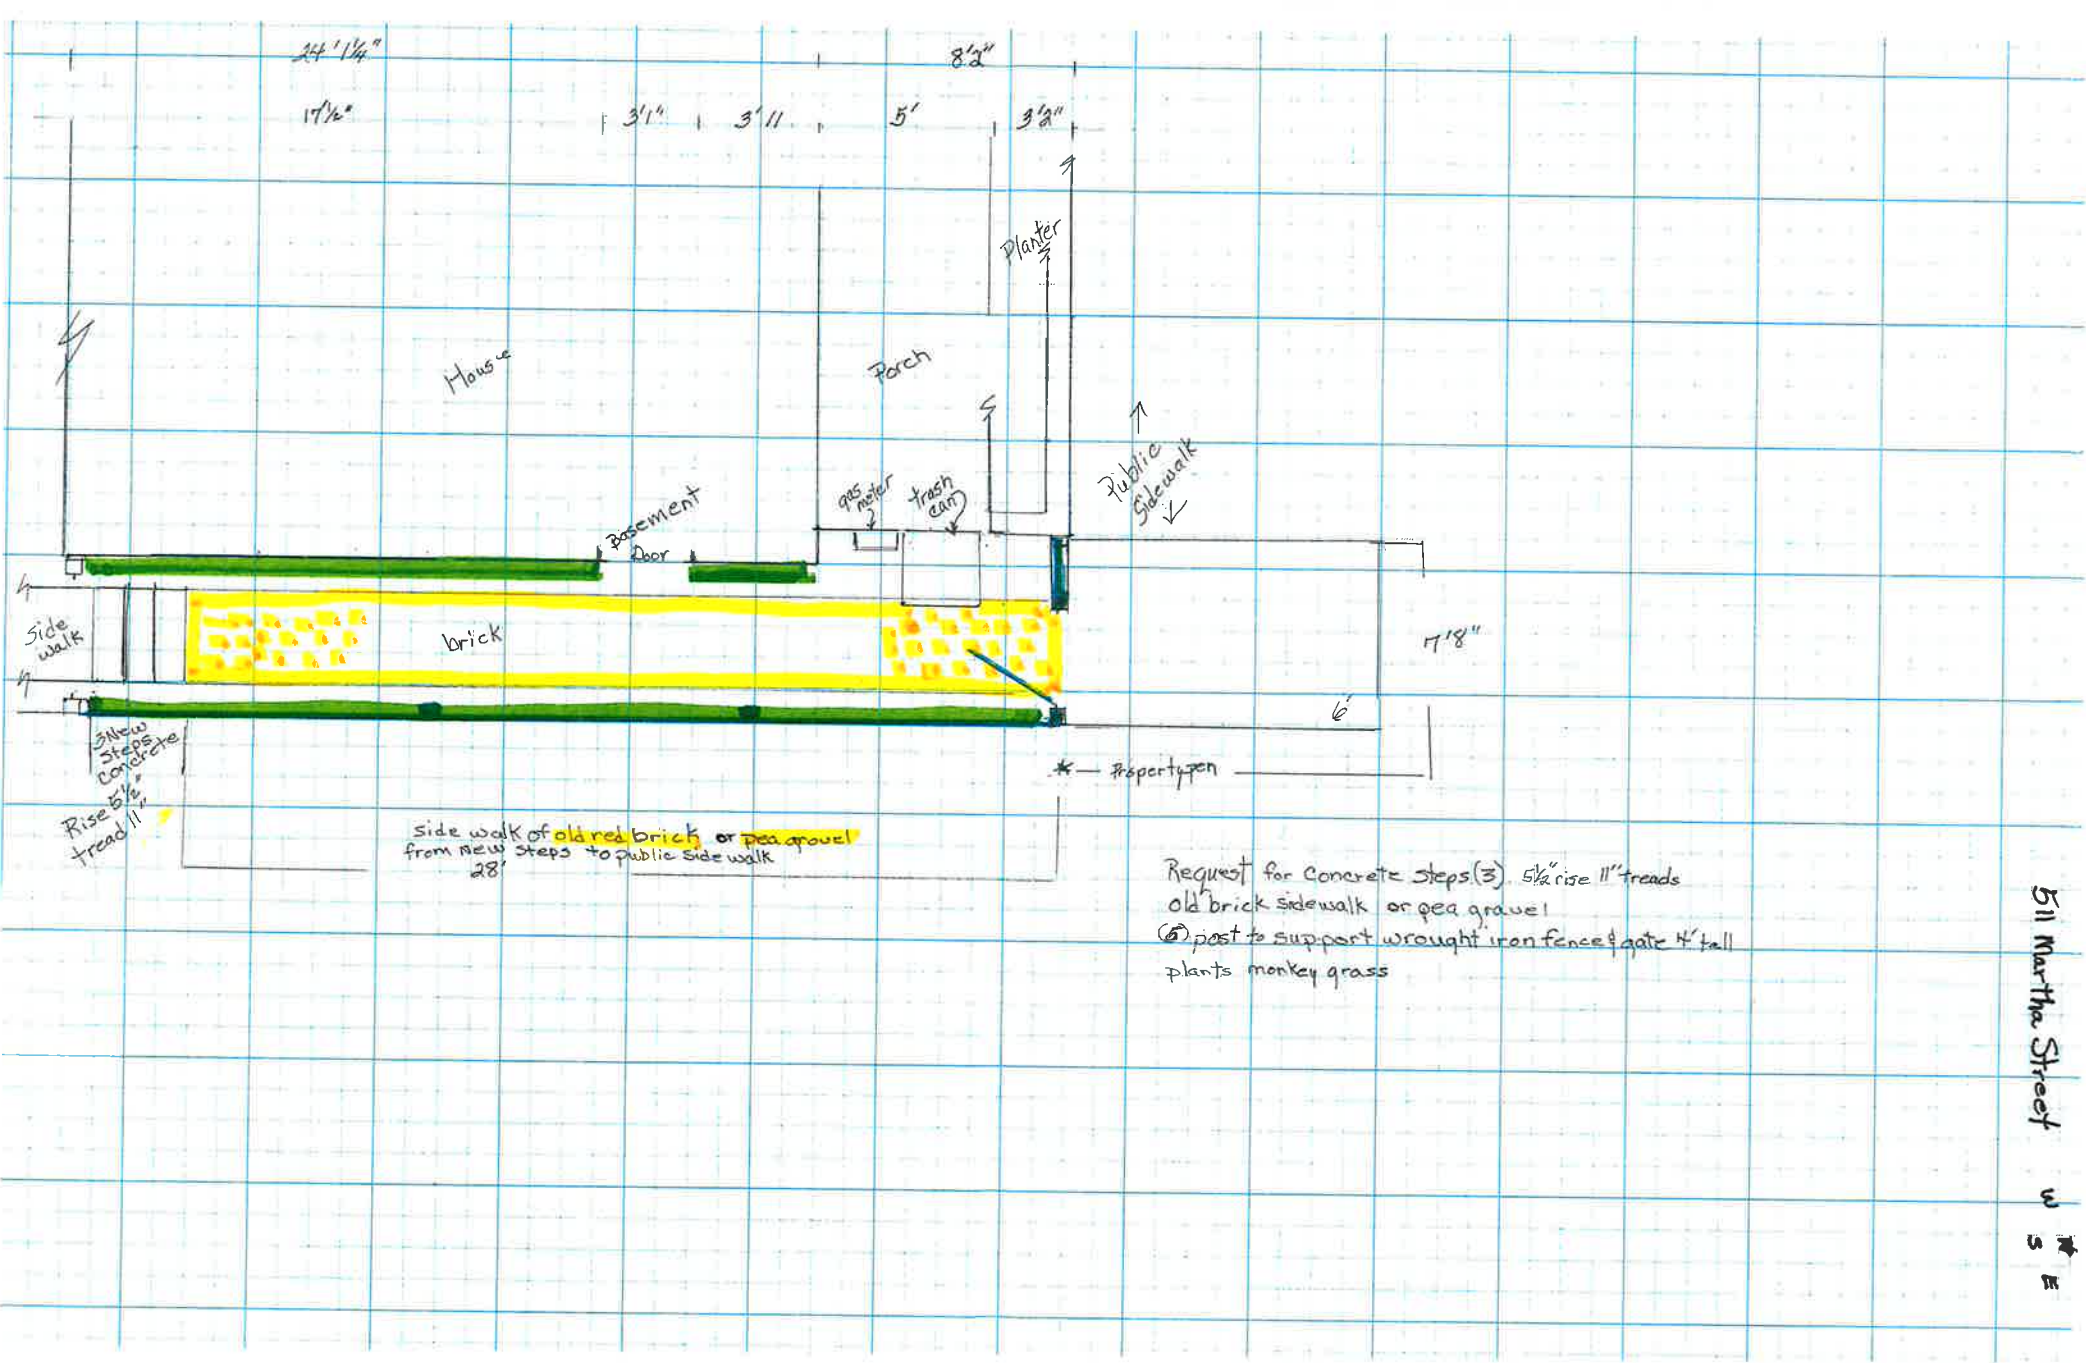 24'1¼"
8'2"
17'½"
3'1"
3'11
5'
3'2"
Planter
House
Porch
Public
Sidewalk
gas
meter
trash
can
Basement
Door
Side
walk
brick
7'8"
6'
3 New
Steps
Concrete
Rise 5½"
tread 11"
* — Property pen
side walk of old red brick or pea gravel
from new steps to public side walk
28'
Request for Concrete steps (3) 5½" rise 11" treads
old brick sidewalk or pea gravel
(5) post to support wrought iron fence & gate 4' tall
plants monkey grass
511 Martha Street
W
S
E